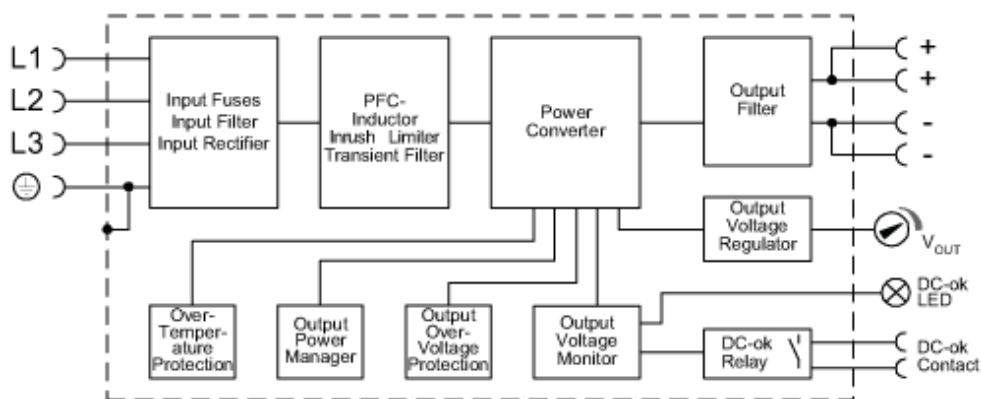 L1
L2
L3
Input Fuses
Input Filter
Input Rectifier
PFC-
Inductor
Inrush Limiter
Transient Filter
Power
Converter
Output
Filter
+
+
-
-
Output
Voltage
Regulator
VOUT
Over-
Temper-
ature
Protection
Output
Power
Manager
Output
Over-
Voltage
Protection
Output
Voltage
Monitor
DC-ok
Relay
DC-ok
LED
DC-ok
Contact